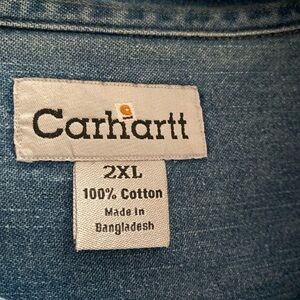 Carhartt
2XL
100% Cotton
Made In
Bangladesh